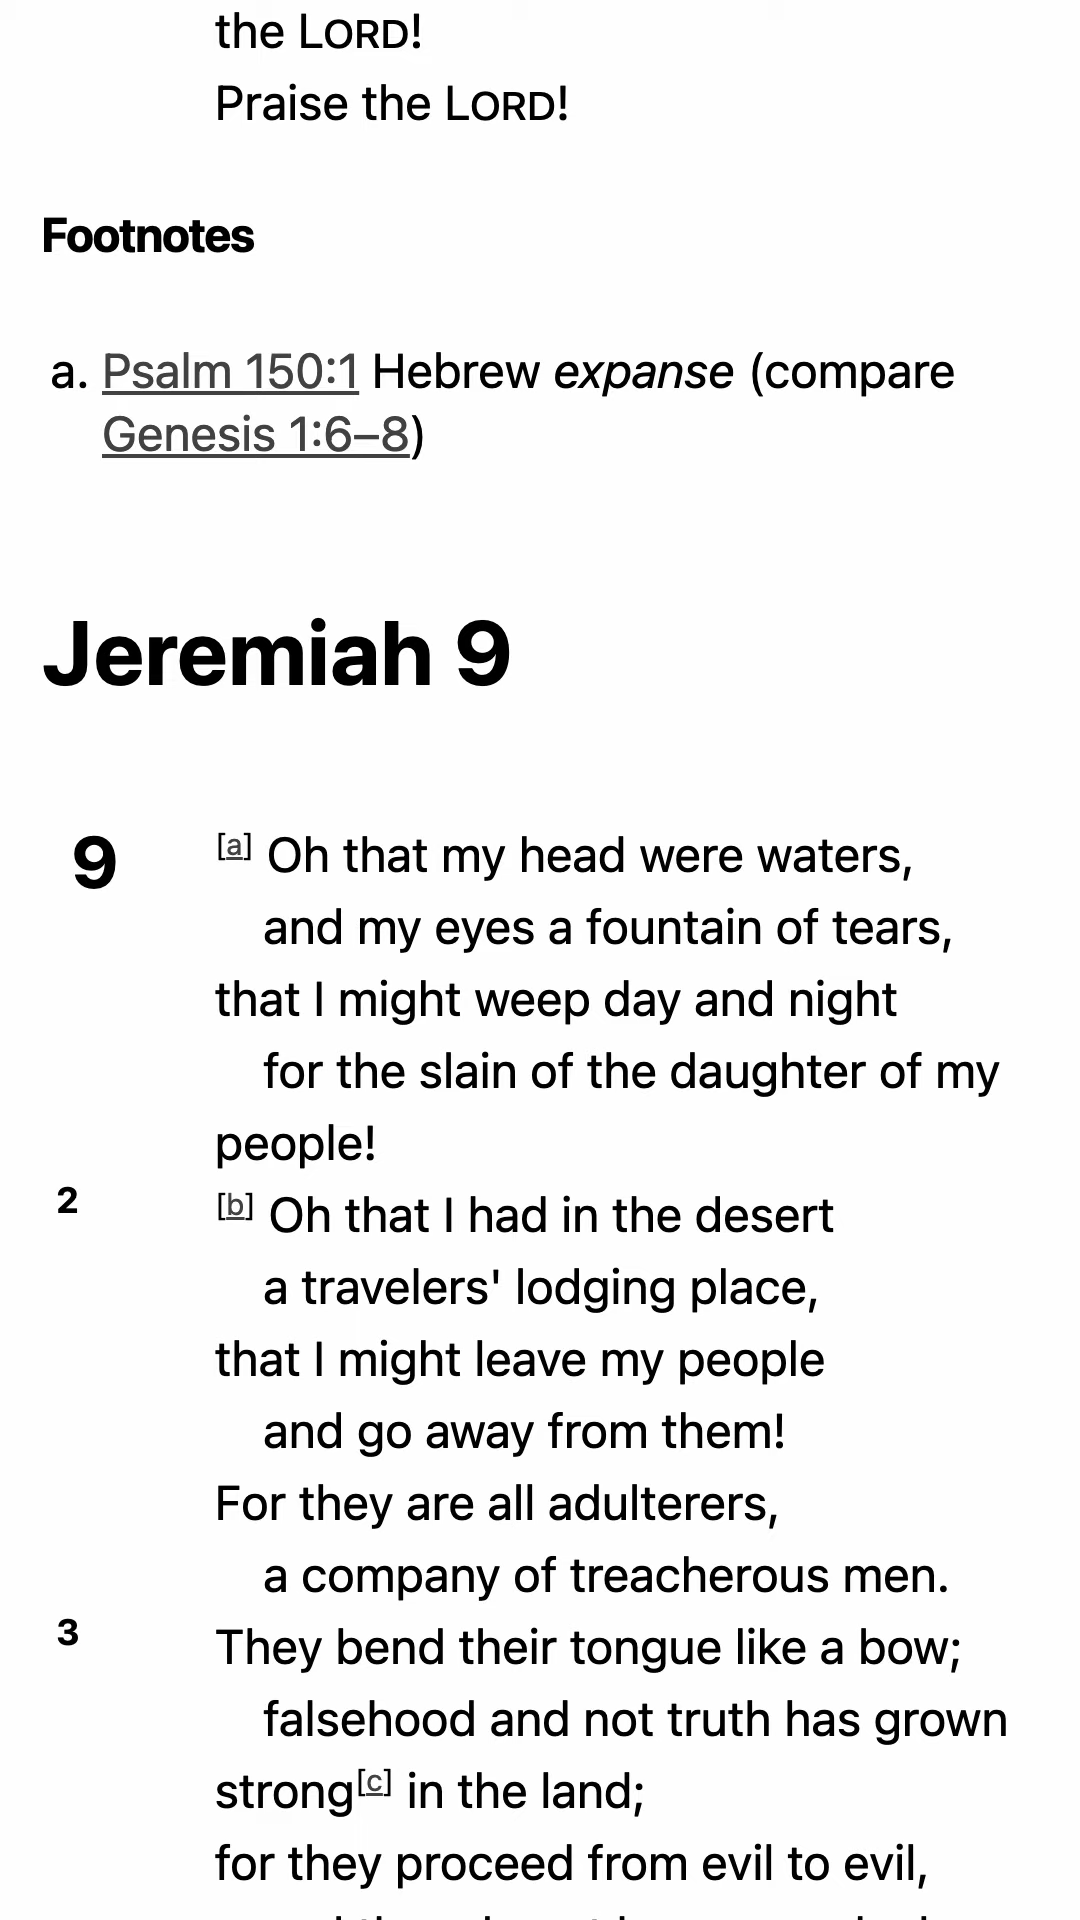 the LORD!
Praise the LORD!
Footnotes
a. Psalm 150:1 Hebrew expanse (compare
Genesis 1:6–8)
Jeremiah 9
9 [a] Oh that my head were waters,
and my eyes a fountain of tears,
that I might weep day and night
for the slain of the daughter of my
people!
2 [b] Oh that I had in the desert
a travelers' lodging place,
that I might leave my people
and go away from them!
For they are all adulterers,
a company of treacherous men.
3 They bend their tongue like a bow;
falsehood and not truth has grown
strong[c] in the land;
for they proceed from evil to evil,